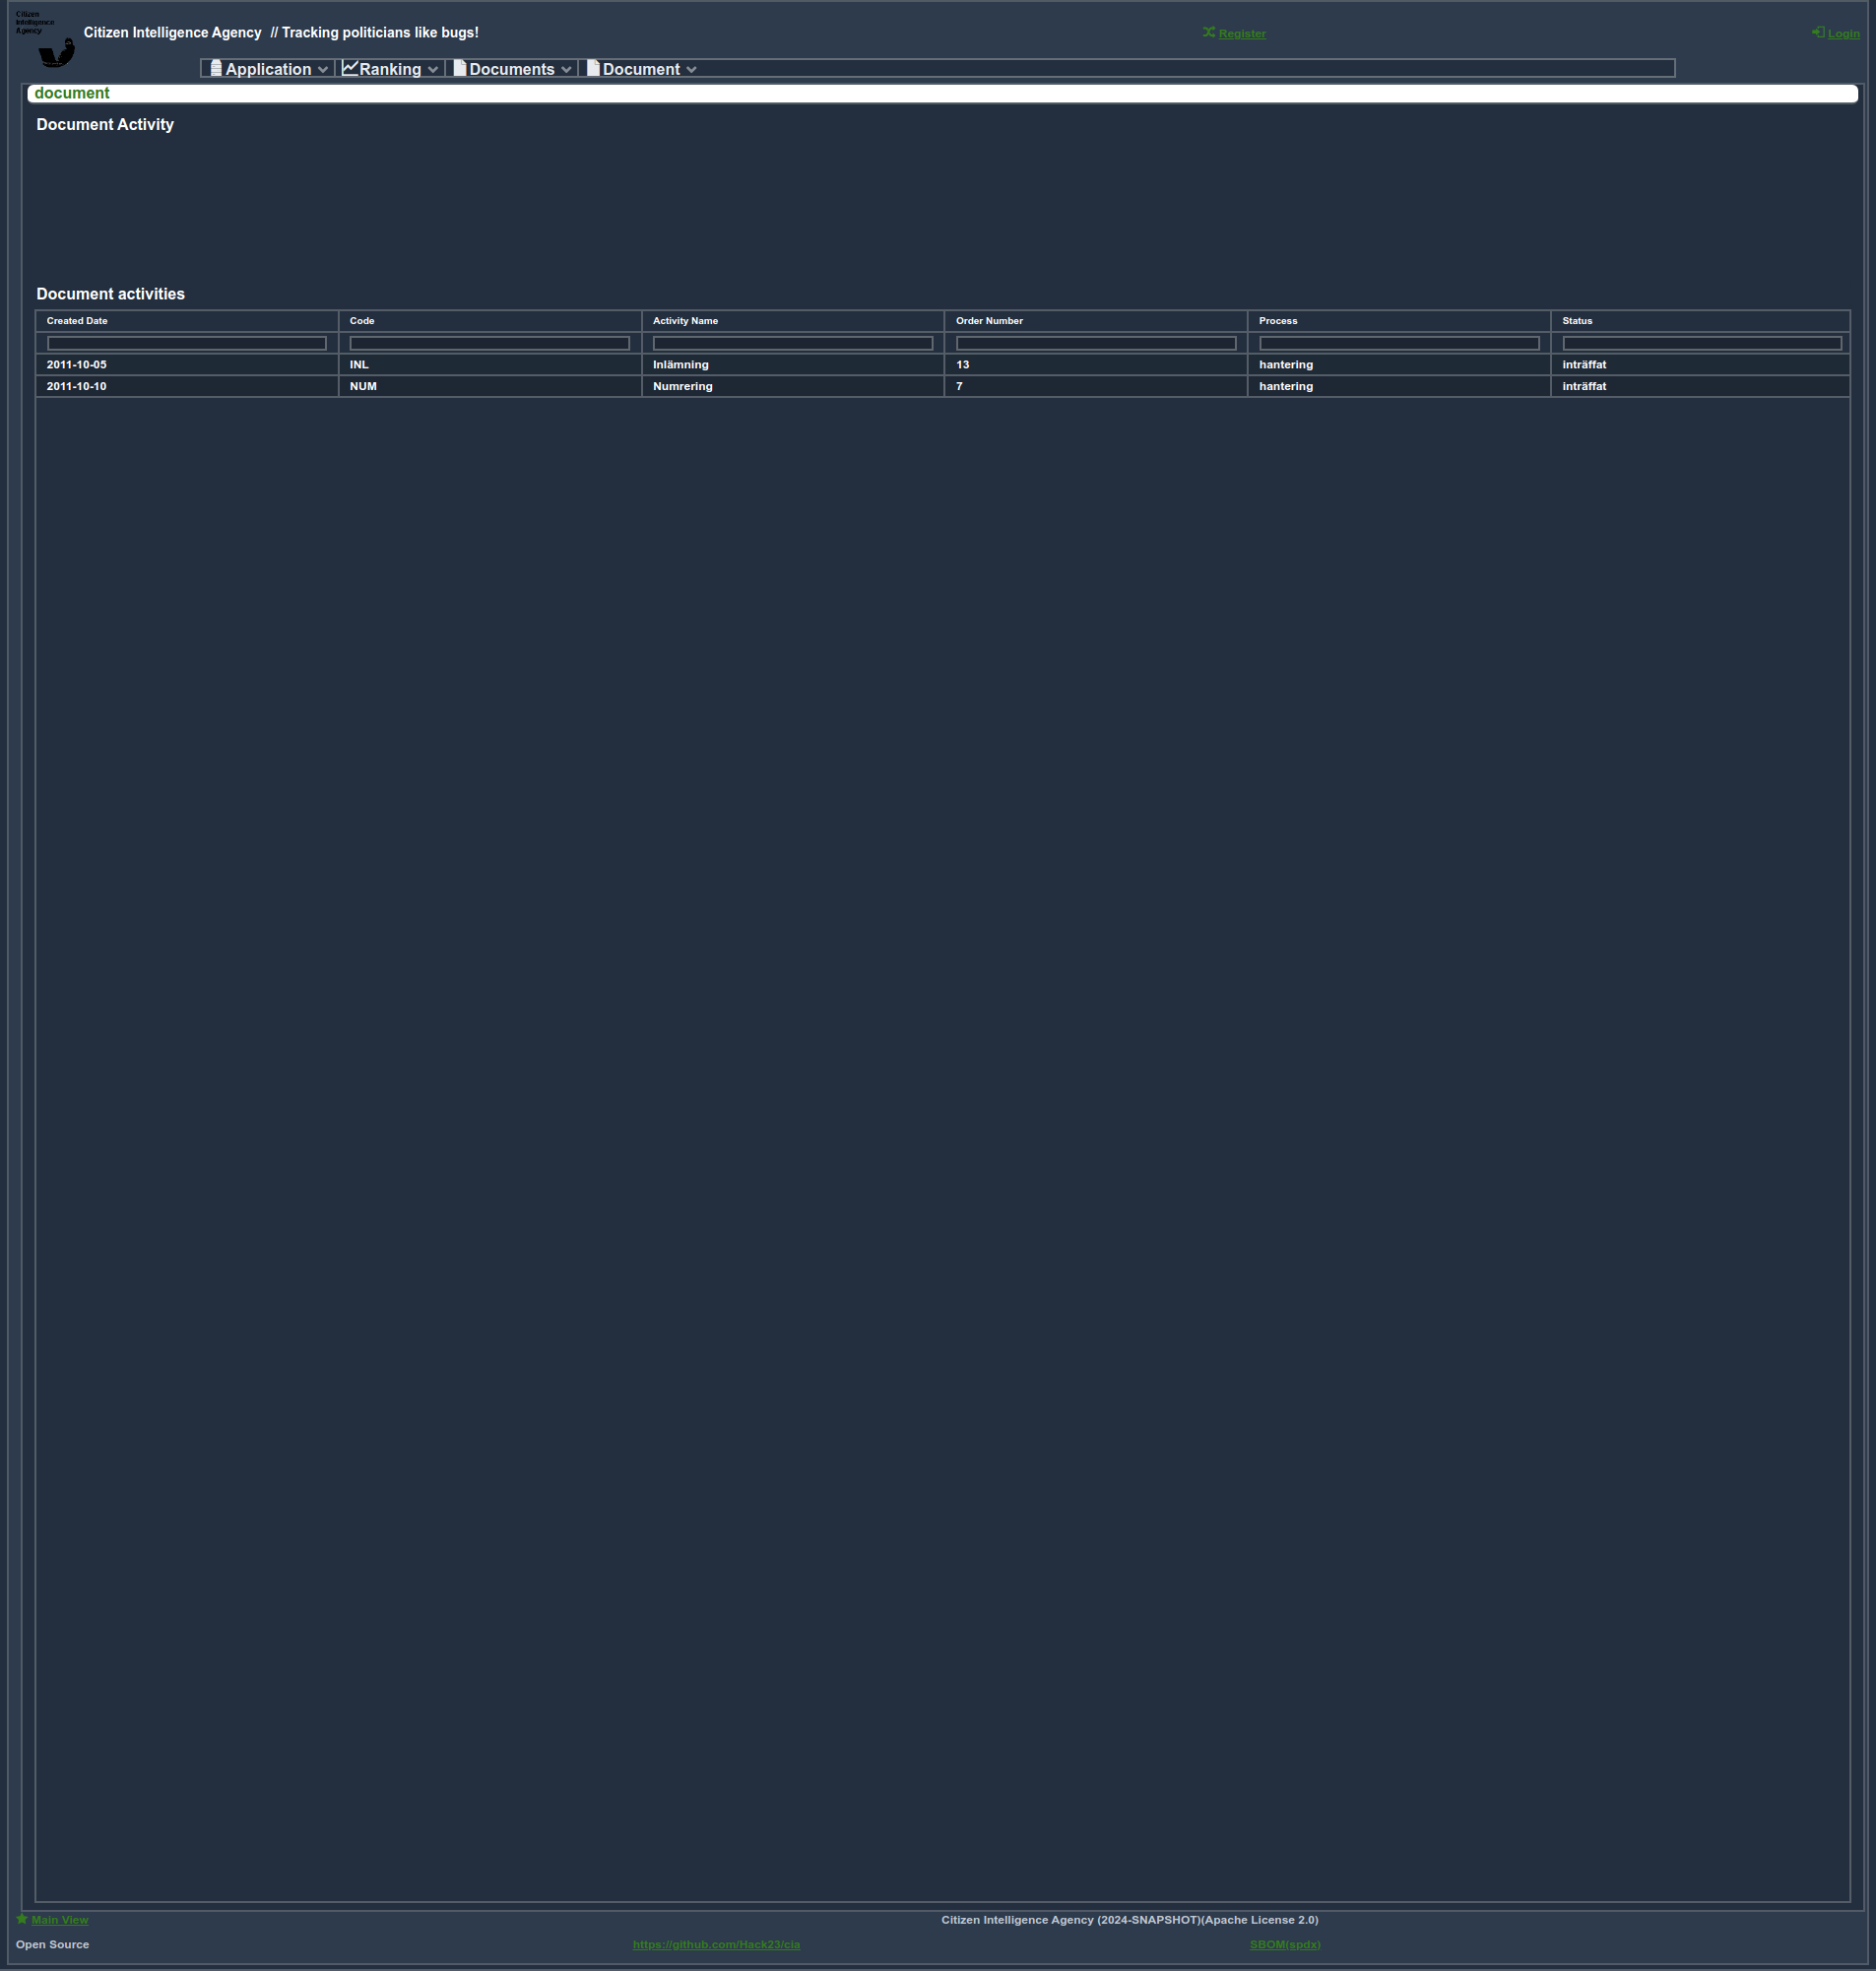 Citizen
Intelligence
Agency
Citizen Intelligence Agency // Tracking politicians like bugs!
Register
Login
Application
Ranking
Documents
Document
document
Document Activity
Document activities
Created Date Code Activity Name Order Number Process Status
2011-10-05 INL Inlämning 13 hantering inträffat
2011-10-10 NUM Numrering 7 hantering inträffat
Main View
Citizen Intelligence Agency (2024-SNAPSHOT)(Apache License 2.0)
Open Source
https://github.com/Hack23/cia
SBOM(spdx)